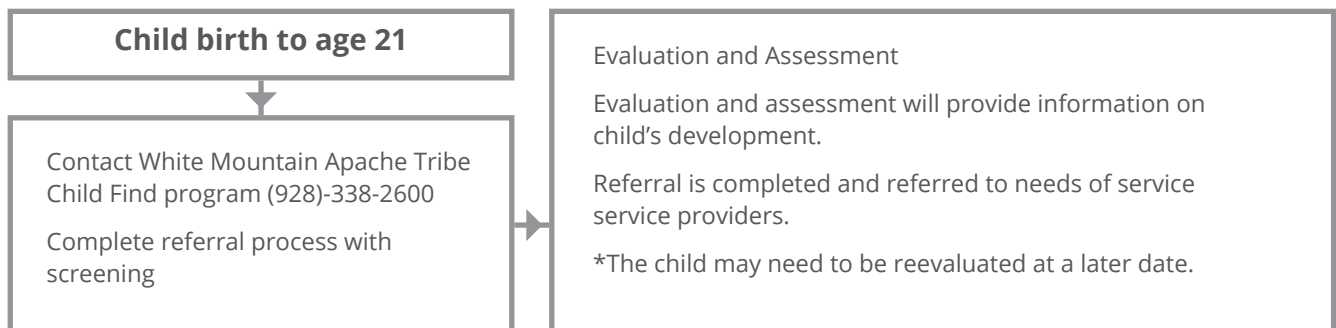 Child birth to age 21
Contact White Mountain Apache Tribe
Child Find program (928)-338-2600
Complete referral process with
screening
Evaluation and Assessment
Evaluation and assessment will provide information on
child’s development.
Referral is completed and referred to needs of service
service providers.
*The child may need to be reevaluated at a later date.